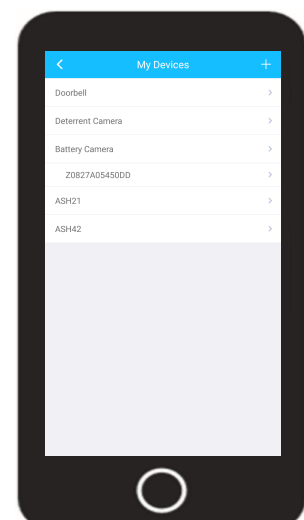 My Devices
Doorbell
Deterrent Camera
Battery Camera
Z0827A05450DD
ASH21
ASH42